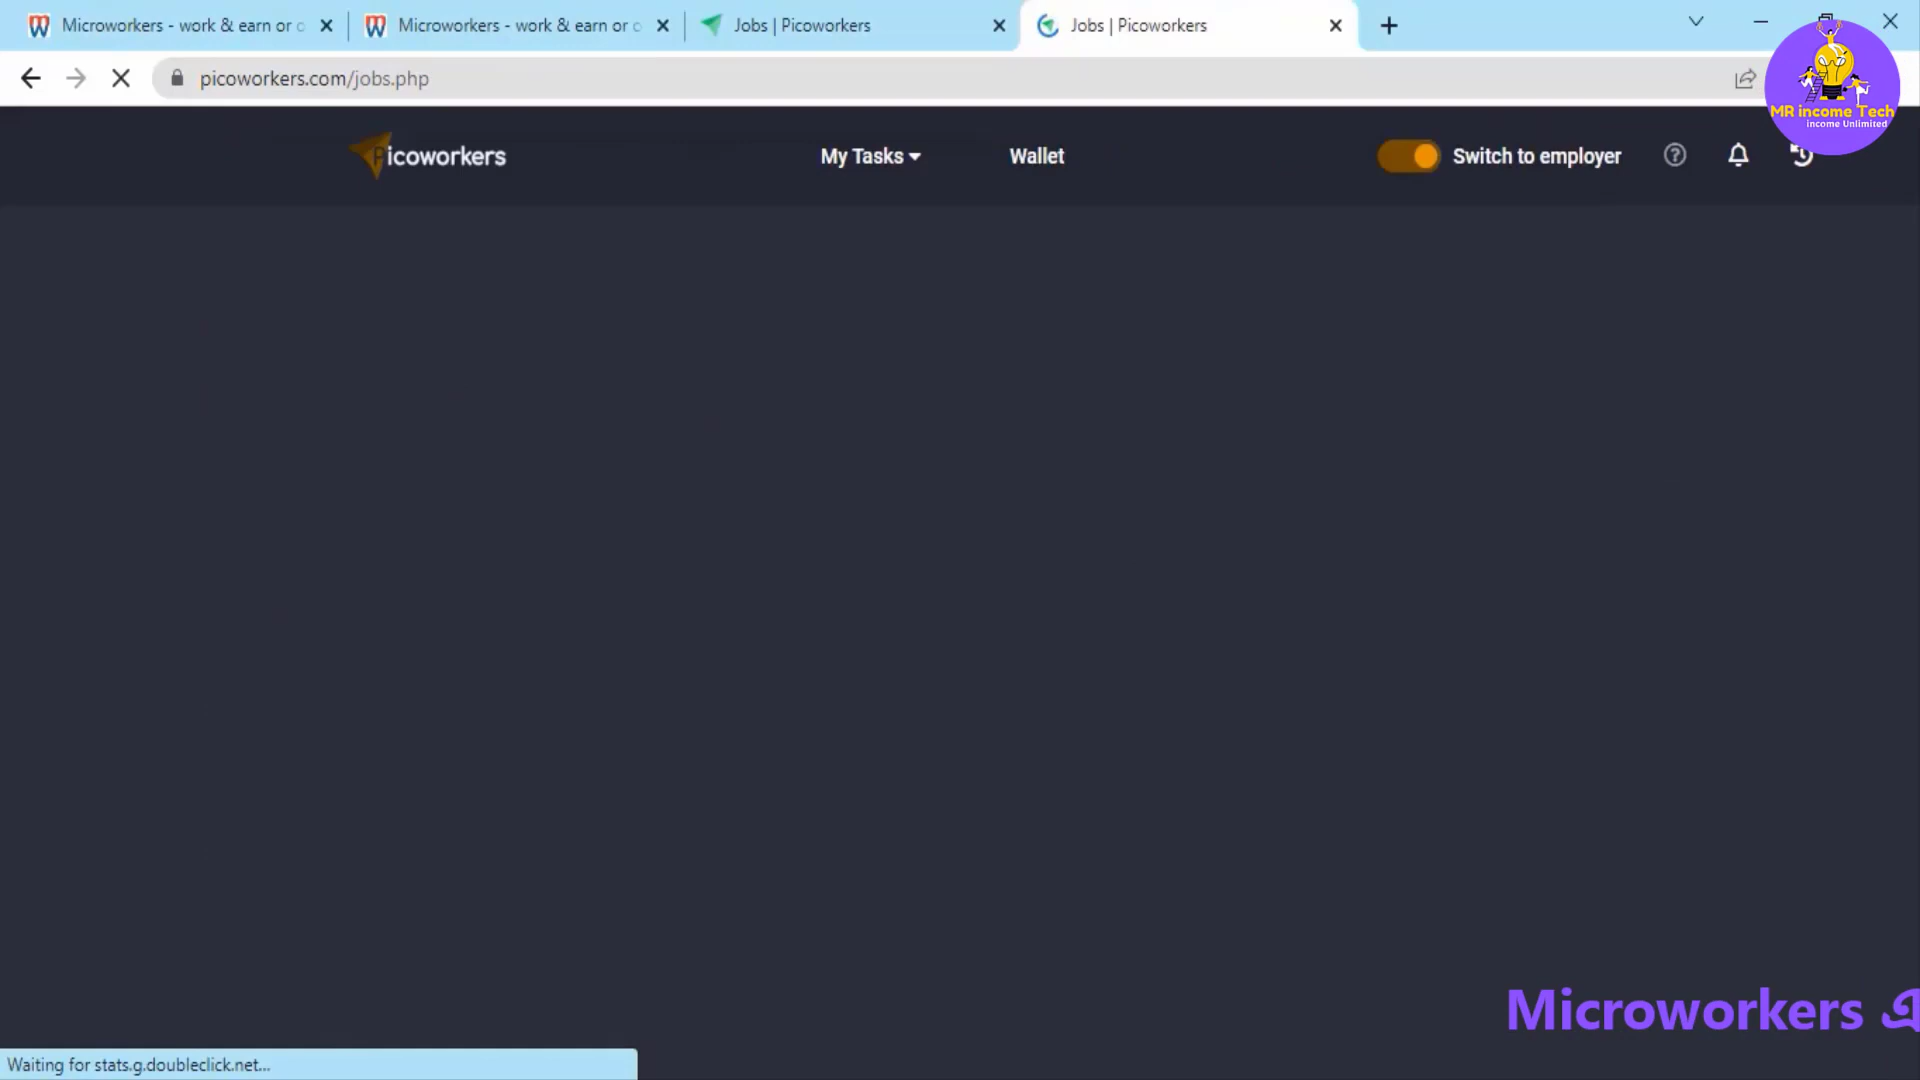 Microworkers - work & earn or c
Microworkers - work & earn or c
Jobs | Picoworkers
Jobs | Picoworkers
picoworkers.com/jobs.php
MR income Tech
income Unlimited
Picoworkers
My Tasks
Wallet
Switch to employer
Microworkers এ
Waiting for stats.g.doubleclick.net...